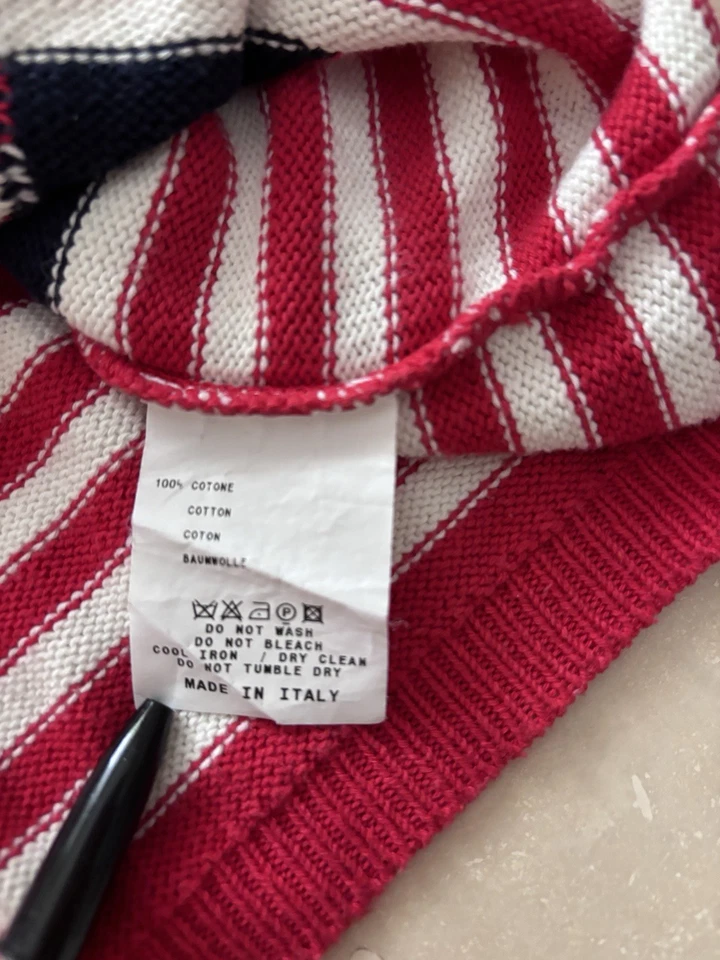 100% COTONE
COTTON
COTON
BAUMWOLLE
P
DO NOT WASH
DO NOT BLEACH
COOL IRON / DRY CLEAN
DO NOT TUMBLE DRY
MADE IN ITALY